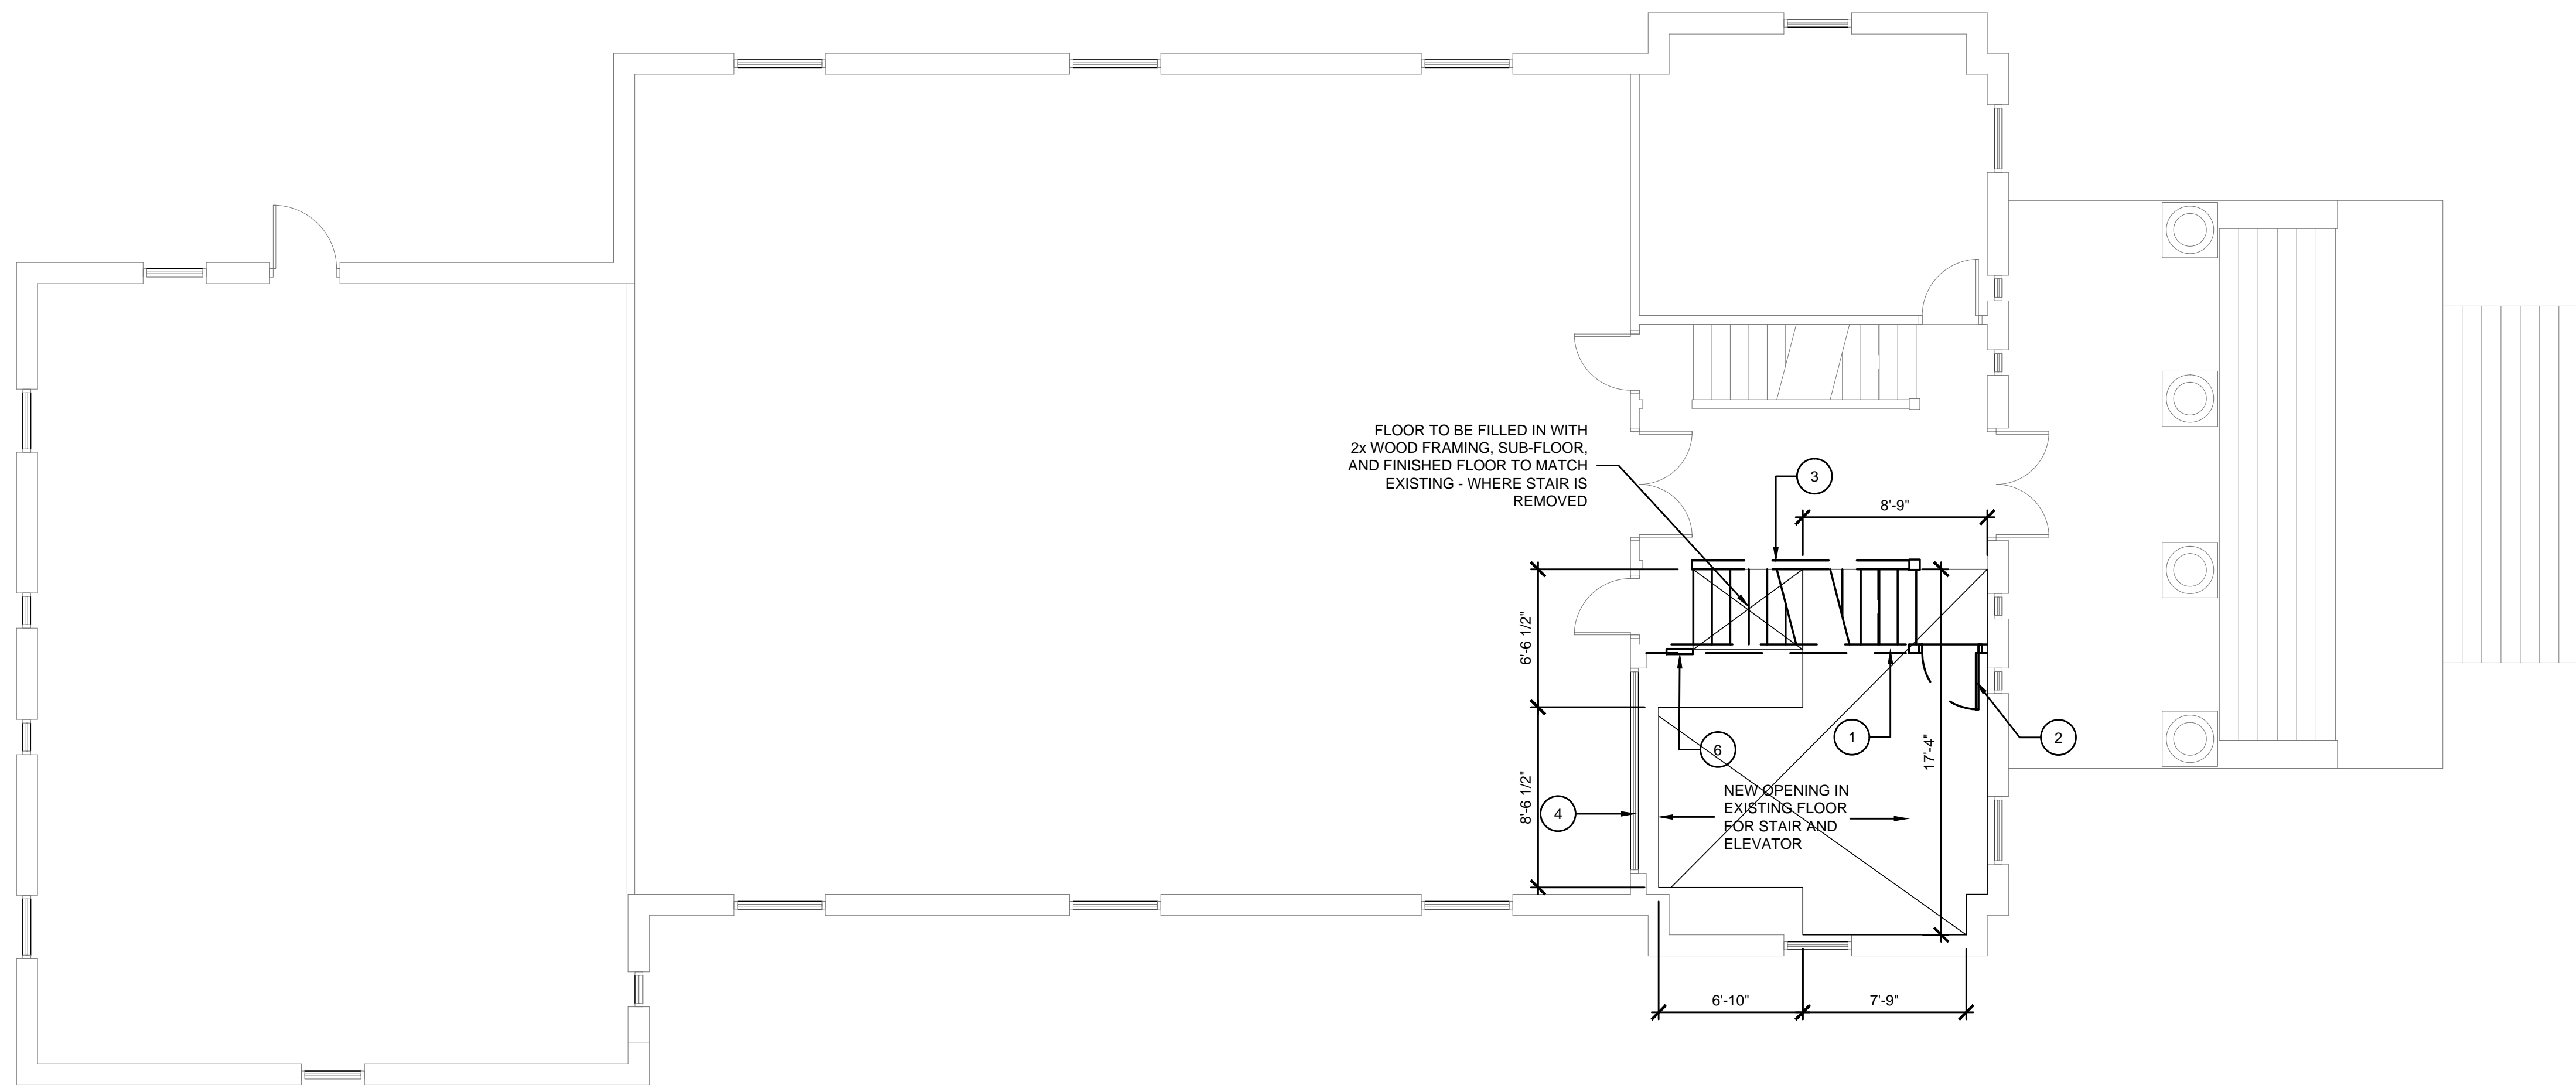 FLOOR TO BE FILLED IN WITH
2x WOOD FRAMING, SUB-FLOOR,
AND FINISHED FLOOR TO MATCH
EXISTING - WHERE STAIR IS
REMOVED
3
8'-9"
6'-6 1/2"
8'-6 1/2"
4
6
1
2
17'-4"
NEW OPENING IN
EXISTING FLOOR
FOR STAIR AND
ELEVATOR
6'-10"
7'-9"